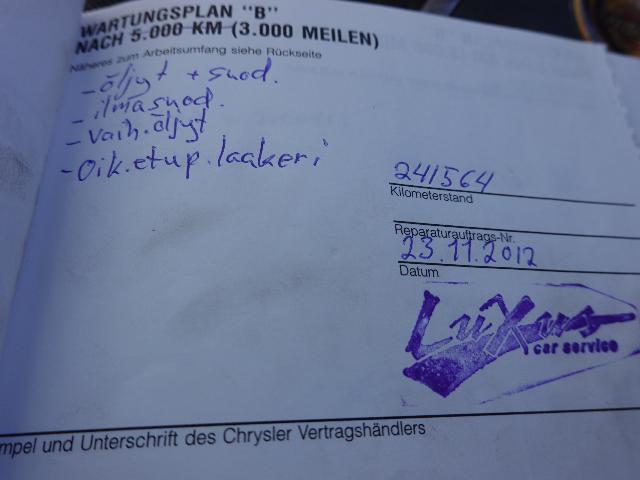 WARTUNGSPLAN "B"
NACH 5.000 KM (3.000 MEILEN)
Näheres zum Arbeitsumfang siehe Rückseite
- öljyt + suod.
- ilmasuod.
- vaih.öljyt
- Oik.etup.laakeri
241564
Kilometerstand
Reparaturauftrags-Nr.
23.11.2012
Datum
LuXus
car service
mpel und Unterschrift des Chrysler Vertragshändlers